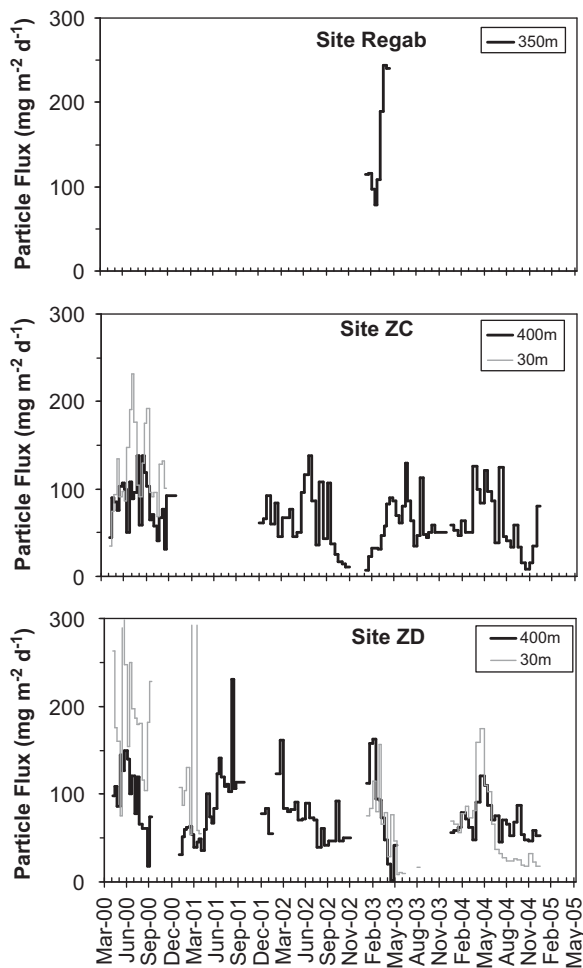 300
Site Regab
350m
200
100
0
Particle Flux (mg m-2 d-1)
300
Site ZC
400m
30m
200
100
0
Particle Flux (mg m-2 d-1)
300
Site ZD
400m
30m
200
100
0
Particle Flux (mg m-2 d-1)
Mar-00
Jun-00
Sep-00
Dec-00
Mar-01
Jun-01
Sep-01
Dec-01
Mar-02
Jun-02
Sep-02
Nov-02
Feb-03
May-03
Aug-03
Nov-03
Feb-04
May-04
Aug-04
Nov-04
Feb-05
May-05